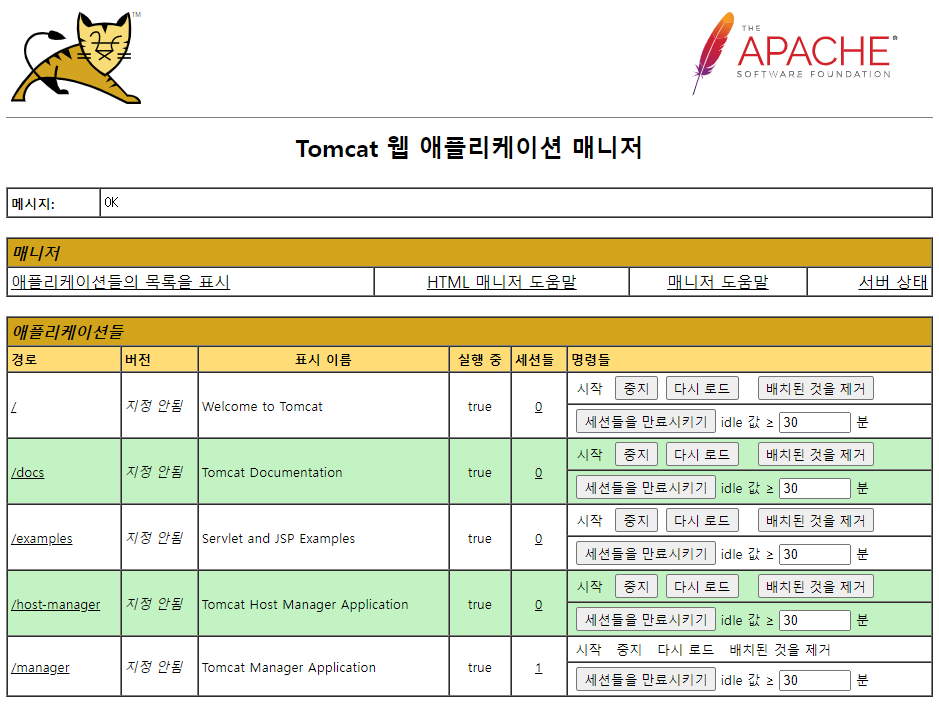 TM
THE
APACHE®
SOFTWARE FOUNDATION
Tomcat 웹 애플리케이션 매니저
메시지: OK
매니저
애플리케이션들의 목록을 표시 HTML 매니저 도움말 매니저 도움말 서버 상태
애플리케이션들
경로 버전 표시 이름 실행 중 세션들 명령들
/ 지정 안됨 Welcome to Tomcat true 0 시작 중지 다시 로드 배치된 것을 제거
세션들을 만료시키기 idle 값 ≥ 30 분
/docs 지정 안됨 Tomcat Documentation true 0 시작 중지 다시 로드 배치된 것을 제거
세션들을 만료시키기 idle 값 ≥ 30 분
/examples 지정 안됨 Servlet and JSP Examples true 0 시작 중지 다시 로드 배치된 것을 제거
세션들을 만료시키기 idle 값 ≥ 30 분
/host-manager 지정 안됨 Tomcat Host Manager Application true 0 시작 중지 다시 로드 배치된 것을 제거
세션들을 만료시키기 idle 값 ≥ 30 분
/manager 지정 안됨 Tomcat Manager Application true 1 시작 중지 다시 로드 배치된 것을 제거
세션들을 만료시키기 idle 값 ≥ 30 분